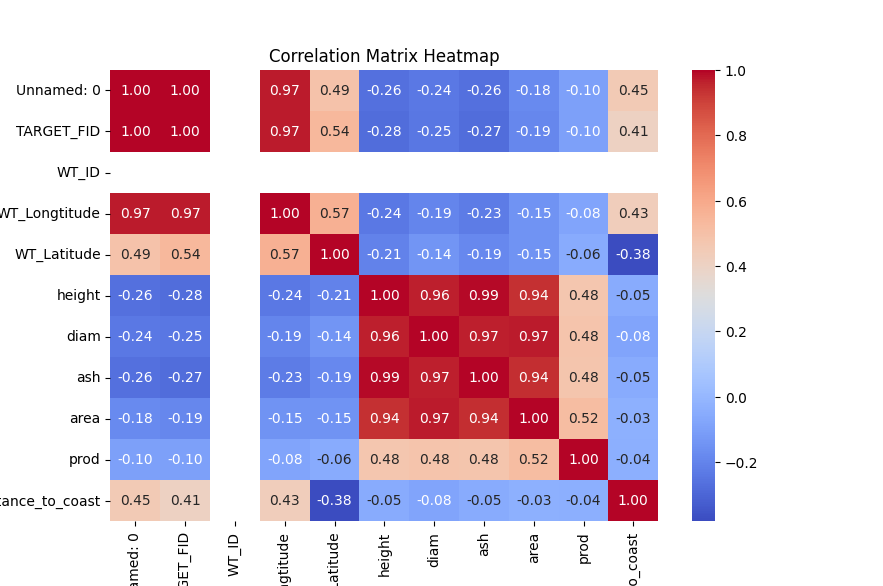 Correlation Matrix Heatmap
Unnamed: 0 1.00 1.00 0.97 0.49 -0.26 -0.24 -0.26 -0.18 -0.10 0.45
TARGET_FID 1.00 1.00 0.97 0.54 -0.28 -0.25 -0.27 -0.19 -0.10 0.41
WT_ID
WT_Longtitude 0.97 0.97 1.00 0.57 -0.24 -0.19 -0.23 -0.15 -0.08 0.43
WT_Latitude 0.49 0.54 0.57 1.00 -0.21 -0.14 -0.19 -0.15 -0.06 -0.38
height -0.26 -0.28 -0.24 -0.21 1.00 0.96 0.99 0.94 0.48 -0.05
diam -0.24 -0.25 -0.19 -0.14 0.96 1.00 0.97 0.97 0.48 -0.08
ash -0.26 -0.27 -0.23 -0.19 0.99 0.97 1.00 0.94 0.48 -0.05
area -0.18 -0.19 -0.15 -0.15 0.94 0.97 0.94 1.00 0.52 -0.03
prod -0.10 -0.10 -0.08 -0.06 0.48 0.48 0.48 0.52 1.00 -0.04
tance_to_coast 0.45 0.41 0.43 -0.38 -0.05 -0.08 -0.05 -0.03 -0.04 1.00
amed: 0
GET_FID
WT_ID
ngtitude
Latitude
height
diam
ash
area
prod
o_coast
1.0
0.8
0.6
0.4
0.2
0.0
−0.2